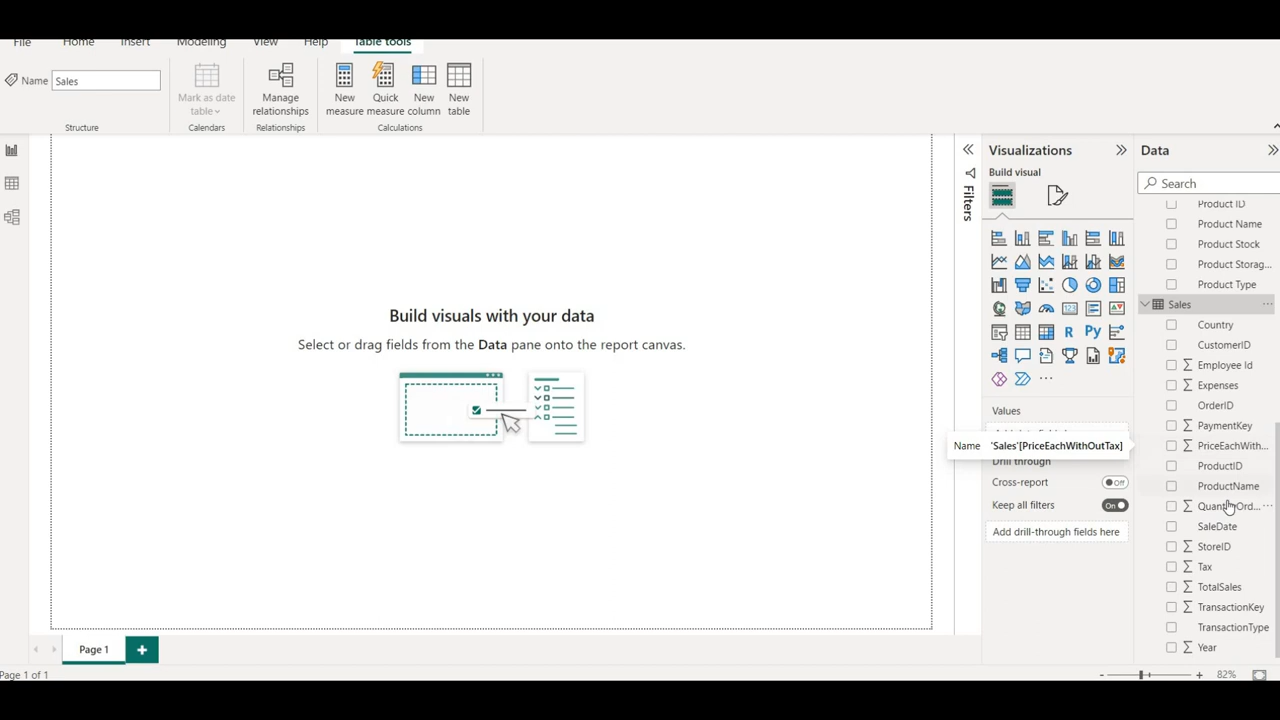 File Home Insert Modeling View Help Table tools
Name Sales
Mark as date table
Manage relationships
New measure
Quick measure
New column
New table
Structure
Calendars
Relationships
Calculations
Build visuals with your data
Select or drag fields from the Data pane onto the report canvas.
Filters
Visualizations
Build visual
R
Py
Values
Name 'Sales'[PriceEachWithOutTax]
Drill through
Cross-report Off
Keep all filters On
Add drill-through fields here
Data
Search
Product ID
Product Name
Product Stock
Product Storag...
Product Type
Sales
Country
CustomerID
Employee Id
Expenses
OrderID
PaymentKey
PriceEachWith...
ProductID
ProductName
SaleDate
StoreID
Tax
TotalSales
TransactionKey
TransactionType
Year
Page 1
Page 1 of 1
82%